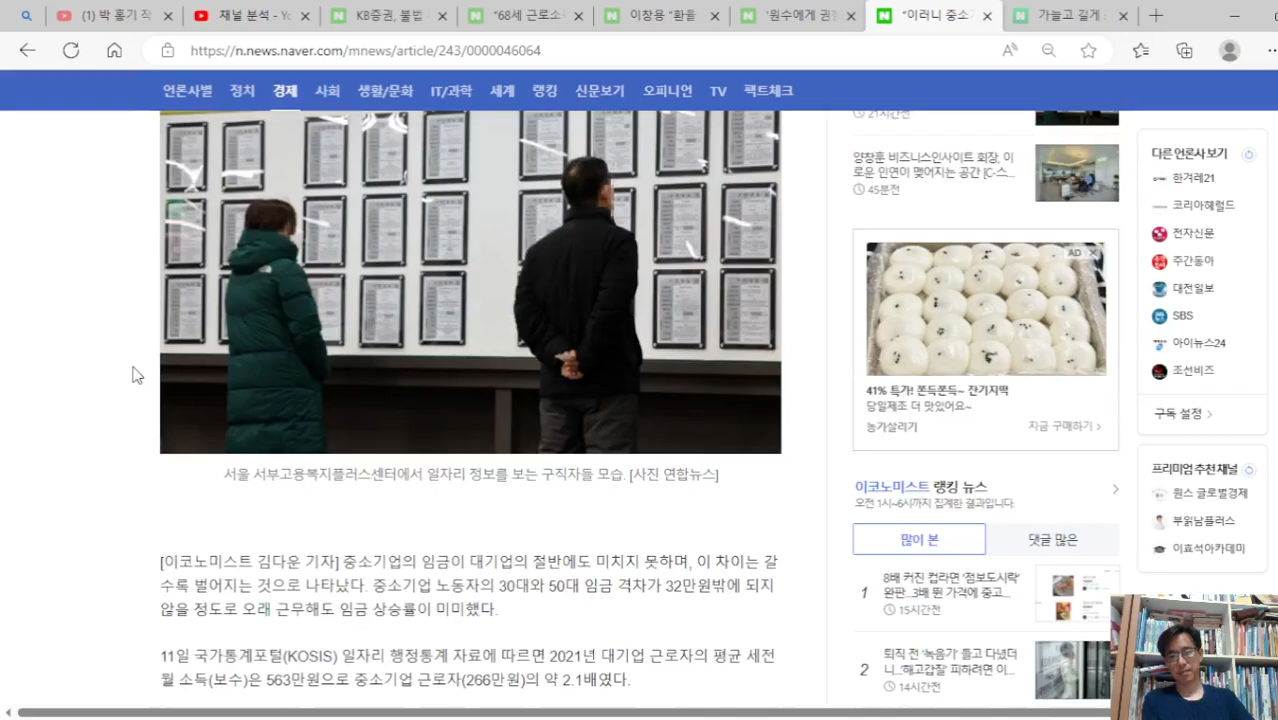 (1) 박 홍기 작
채널 분석 - Yo
KB증권, 불법
"68세 근로소
이창용 "환율
'원수에게 권한
"이러니 중소
가늘고 길게
https://n.news.naver.com/mnews/article/243/0000046064
언론사별 정치 경제 사회 생활/문화 IT/과학 세계 랭킹 신문보기 오피니언 TV 팩트체크
21시간전
양창훈 비즈니스인사이트 회장, 이
로운 인연이 맺어지는 공간 [C-스...
45분전
AD
41% 특가! 쫀득쫀득~ 잔기지떡
당일제조 더 맛있어요~
농가살리기
지금 구매하기 >
이코노미스트 랭킹 뉴스
오전 1시~6시까지 집계한 결과입니다.
많이 본
댓글 많은
1
8배 커진 컵라면 '점보도시락'
완판...3배 뛴 가격에 중고...
15시간전
2
퇴직 전 '녹음기' 들고 다녔더
니...'해고갑질' 피하려면 이...
14시간전
다른 언론사 보기
한겨레21
코리아헤럴드
전자신문
주간동아
대전일보
SBS
아이뉴스24
조선비즈
구독 설정 >
프리미엄 추천 채널
원스 글로벌경제
부읽남플러스
이효석아카데미
서울 서부고용복지플러스센터에서 일자리 정보를 보는 구직자들 모습. [사진 연합뉴스]
[이코노미스트 김다운 기자] 중소기업의 임금이 대기업의 절반에도 미치지 못하며, 이 차이는 갈
수록 벌어지는 것으로 나타났다. 중소기업 노동자의 30대와 50대 임금 격차가 32만원밖에 되지
않을 정도로 오래 근무해도 임금 상승률이 미미했다.
11일 국가통계포털(KOSIS) 일자리 행정통계 자료에 따르면 2021년 대기업 근로자의 평균 세전
월 소득(보수)은 563만원으로 중소기업 근로자(266만원)의 약 2.1배였다.